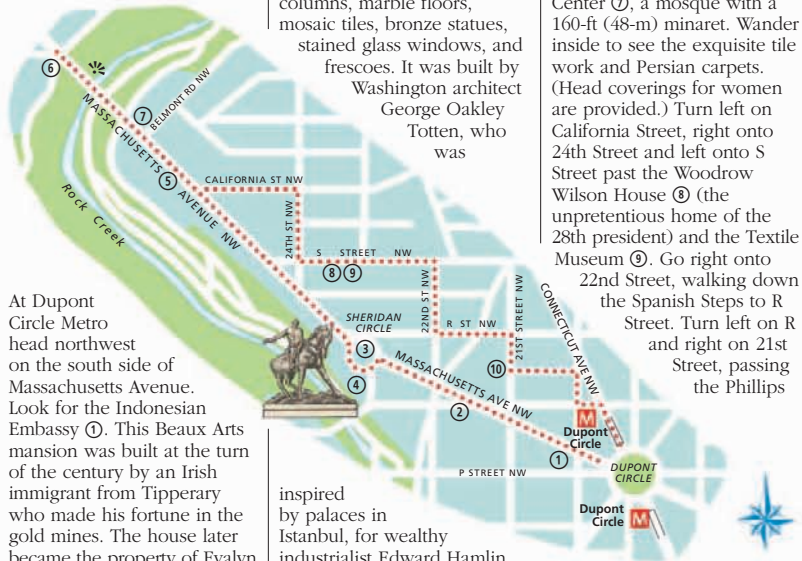 At Dupont
Circle Metro
head northwest
on the south side of
Massachusetts Avenue.
Look for the Indonesian
Embassy ①. This Beaux Arts
mansion was built at the turn
of the century by an Irish
immigrant from Tipperary
who made his fortune in the
gold mines. The house later
became the property of Evalyn
columns, marble floors,
mosaic tiles, bronze statues,
stained glass windows, and
frescoes. It was built by
Washington architect
George Oakley
Totten, who
was
inspired
by palaces in
Istanbul, for wealthy
industrialist Edward Hamlin
Center ⑦, a mosque with a
160-ft (48-m) minaret. Wander
inside to see the exquisite tile
work and Persian carpets.
(Head coverings for women
are provided.) Turn left on
California Street, right onto
24th Street and left onto S
Street past the Woodrow
Wilson House ⑧ (the
unpretentious home of the
28th president) and the Textile
Museum ⑨. Go right onto
22nd Street, walking down
the Spanish Steps to R
Street. Turn left on R
and right on 21st
Street, passing
the Phillips
⑥
⑦
BELMONT RD NW
MASSACHUSETTS AVENUE NW
⑤
Rock Creek
CALIFORNIA ST NW
24TH ST NW
S STREET NW
⑧ ⑨
22ND ST NW
R ST NW
21ST STREET NW
CONNECTICUT AVE NW
SHERIDAN
CIRCLE
③
④
MASSACHUSETTS AVE NW
⑩
②
M
Dupont
Circle
①
P STREET NW
DUPONT
CIRCLE
Dupont
Circle
M